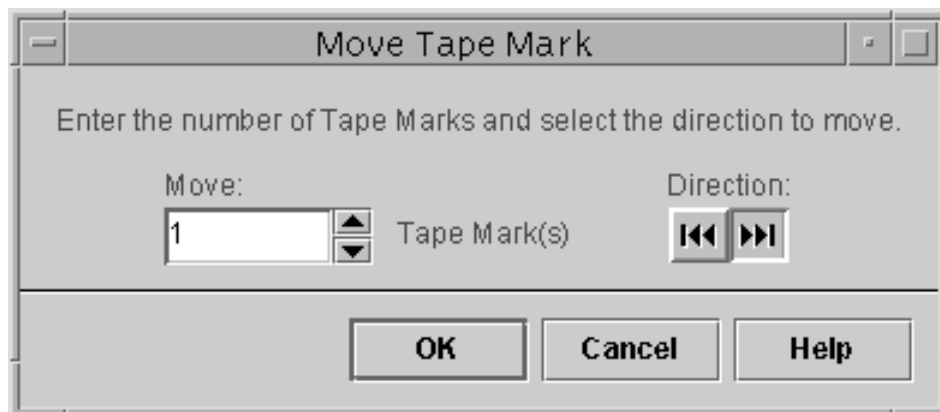 Move Tape Mark
Enter the number of Tape Marks and select the direction to move.
Move: Direction:
1 Tape Mark(s)
OK Cancel Help